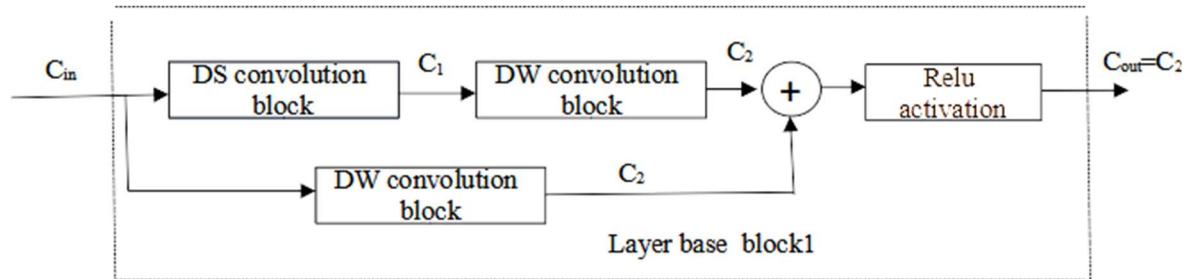 C₁ₙ
DS convolution
block
C₁
DW convolution
block
C₂
+
Relu
activation
Cₒᵤₜ=C₂
DW convolution
block
C₂
Layer base block1